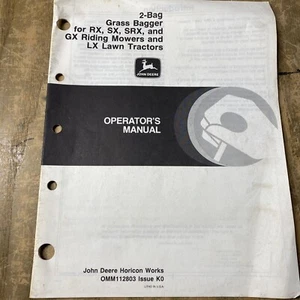 2-Bag
Grass Bagger
for RX, SX, SRX, and
GX Riding Mowers and
LX Lawn Tractors
JOHN DEERE
OPERATOR'S
MANUAL
John Deere Horicon Works
OMM112803 Issue K0